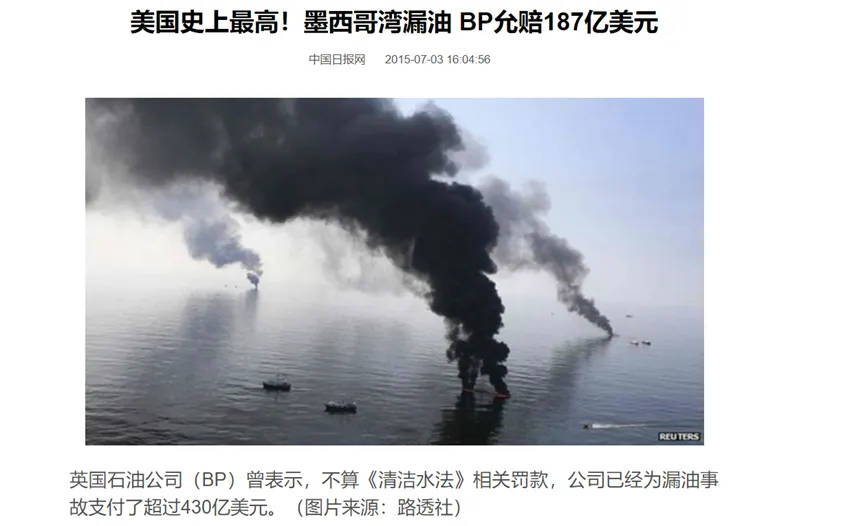 美国史上最高！墨西哥湾漏油 BP允赔187亿美元
中国日报网 2015-07-03 16:04:56
REUTERS
英国石油公司（BP）曾表示，不算《清洁水法》相关罚款，公司已经为漏油事
故支付了超过430亿美元。（图片来源：路透社）